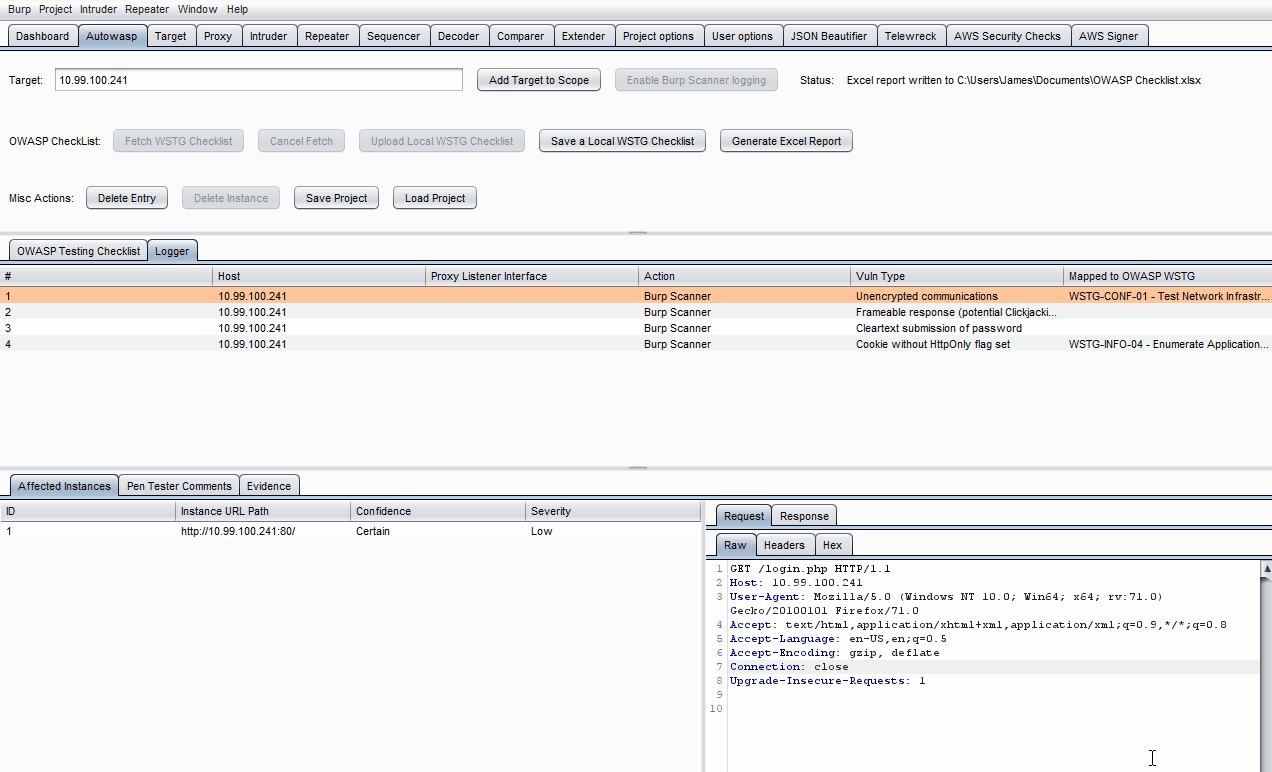 Burp Project Intruder Repeater Window Help
Dashboard Autowasp Target Proxy Intruder Repeater Sequencer Decoder Comparer Extender Project options User options JSON Beautifier Telewreck AWS Security Checks AWS Signer
Target: 10.99.100.241 Add Target to Scope Enable Burp Scanner logging Status: Excel report written to C:\Users\James\Documents\OWASP Checklist.xlsx
OWASP CheckList: Fetch WSTG Checklist Cancel Fetch Upload Local WSTG Checklist Save a Local WSTG Checklist Generate Excel Report
Misc Actions: Delete Entry Delete Instance Save Project Load Project
OWASP Testing Checklist Logger
# Host Proxy Listener Interface Action Vuln Type Mapped to OWASP WSTG
1 10.99.100.241 Burp Scanner Unencrypted communications WSTG-CONF-01 - Test Network Infrastr...
2 10.99.100.241 Burp Scanner Frameable response (potential Clickjacki...
3 10.99.100.241 Burp Scanner Cleartext submission of password
4 10.99.100.241 Burp Scanner Cookie without HttpOnly flag set WSTG-INFO-04 - Enumerate Application...
Affected Instances Pen Tester Comments Evidence
ID Instance URL Path Confidence Severity
1 http://10.99.100.241:80/ Certain Low
Request Response
Raw Headers Hex
1 GET /login.php HTTP/1.1
2 Host: 10.99.100.241
3 User-Agent: Mozilla/5.0 (Windows NT 10.0; Win64; x64; rv:71.0)
Gecko/20100101 Firefox/71.0
4 Accept: text/html,application/xhtml+xml,application/xml;q=0.9,*/*;q=0.8
5 Accept-Language: en-US,en;q=0.5
6 Accept-Encoding: gzip, deflate
7 Connection: close
8 Upgrade-Insecure-Requests: 1
9
10